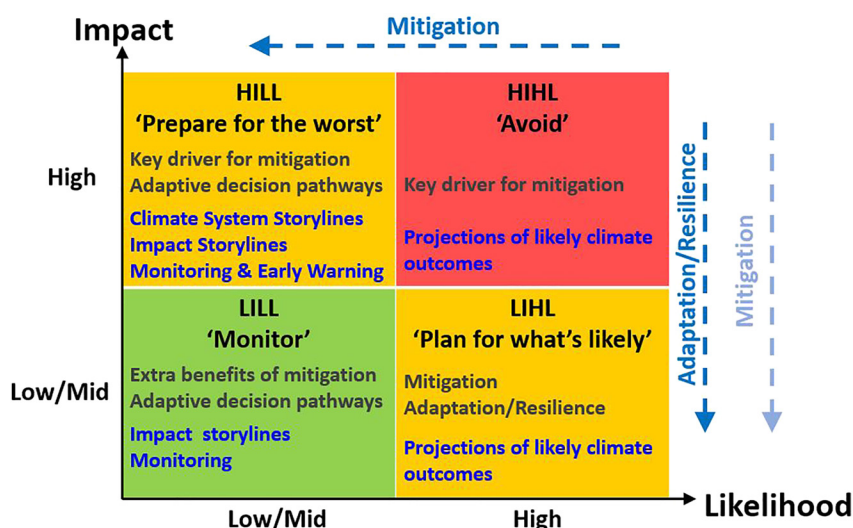 Impact
Mitigation
High
HILL
‘Prepare for the worst’
Key driver for mitigation
Adaptive decision pathways
Climate System Storylines
Impact Storylines
Monitoring & Early Warning
HIHL
‘Avoid’
Key driver for mitigation
Projections of likely climate
outcomes
Adaptation/Resilience
Mitigation
Low/Mid
LILL
‘Monitor’
Extra benefits of mitigation
Adaptive decision pathways
Impact storylines
Monitoring
LIHL
‘Plan for what’s likely’
Mitigation
Adaptation/Resilience
Projections of likely climate
outcomes
Low/Mid
High
Likelihood